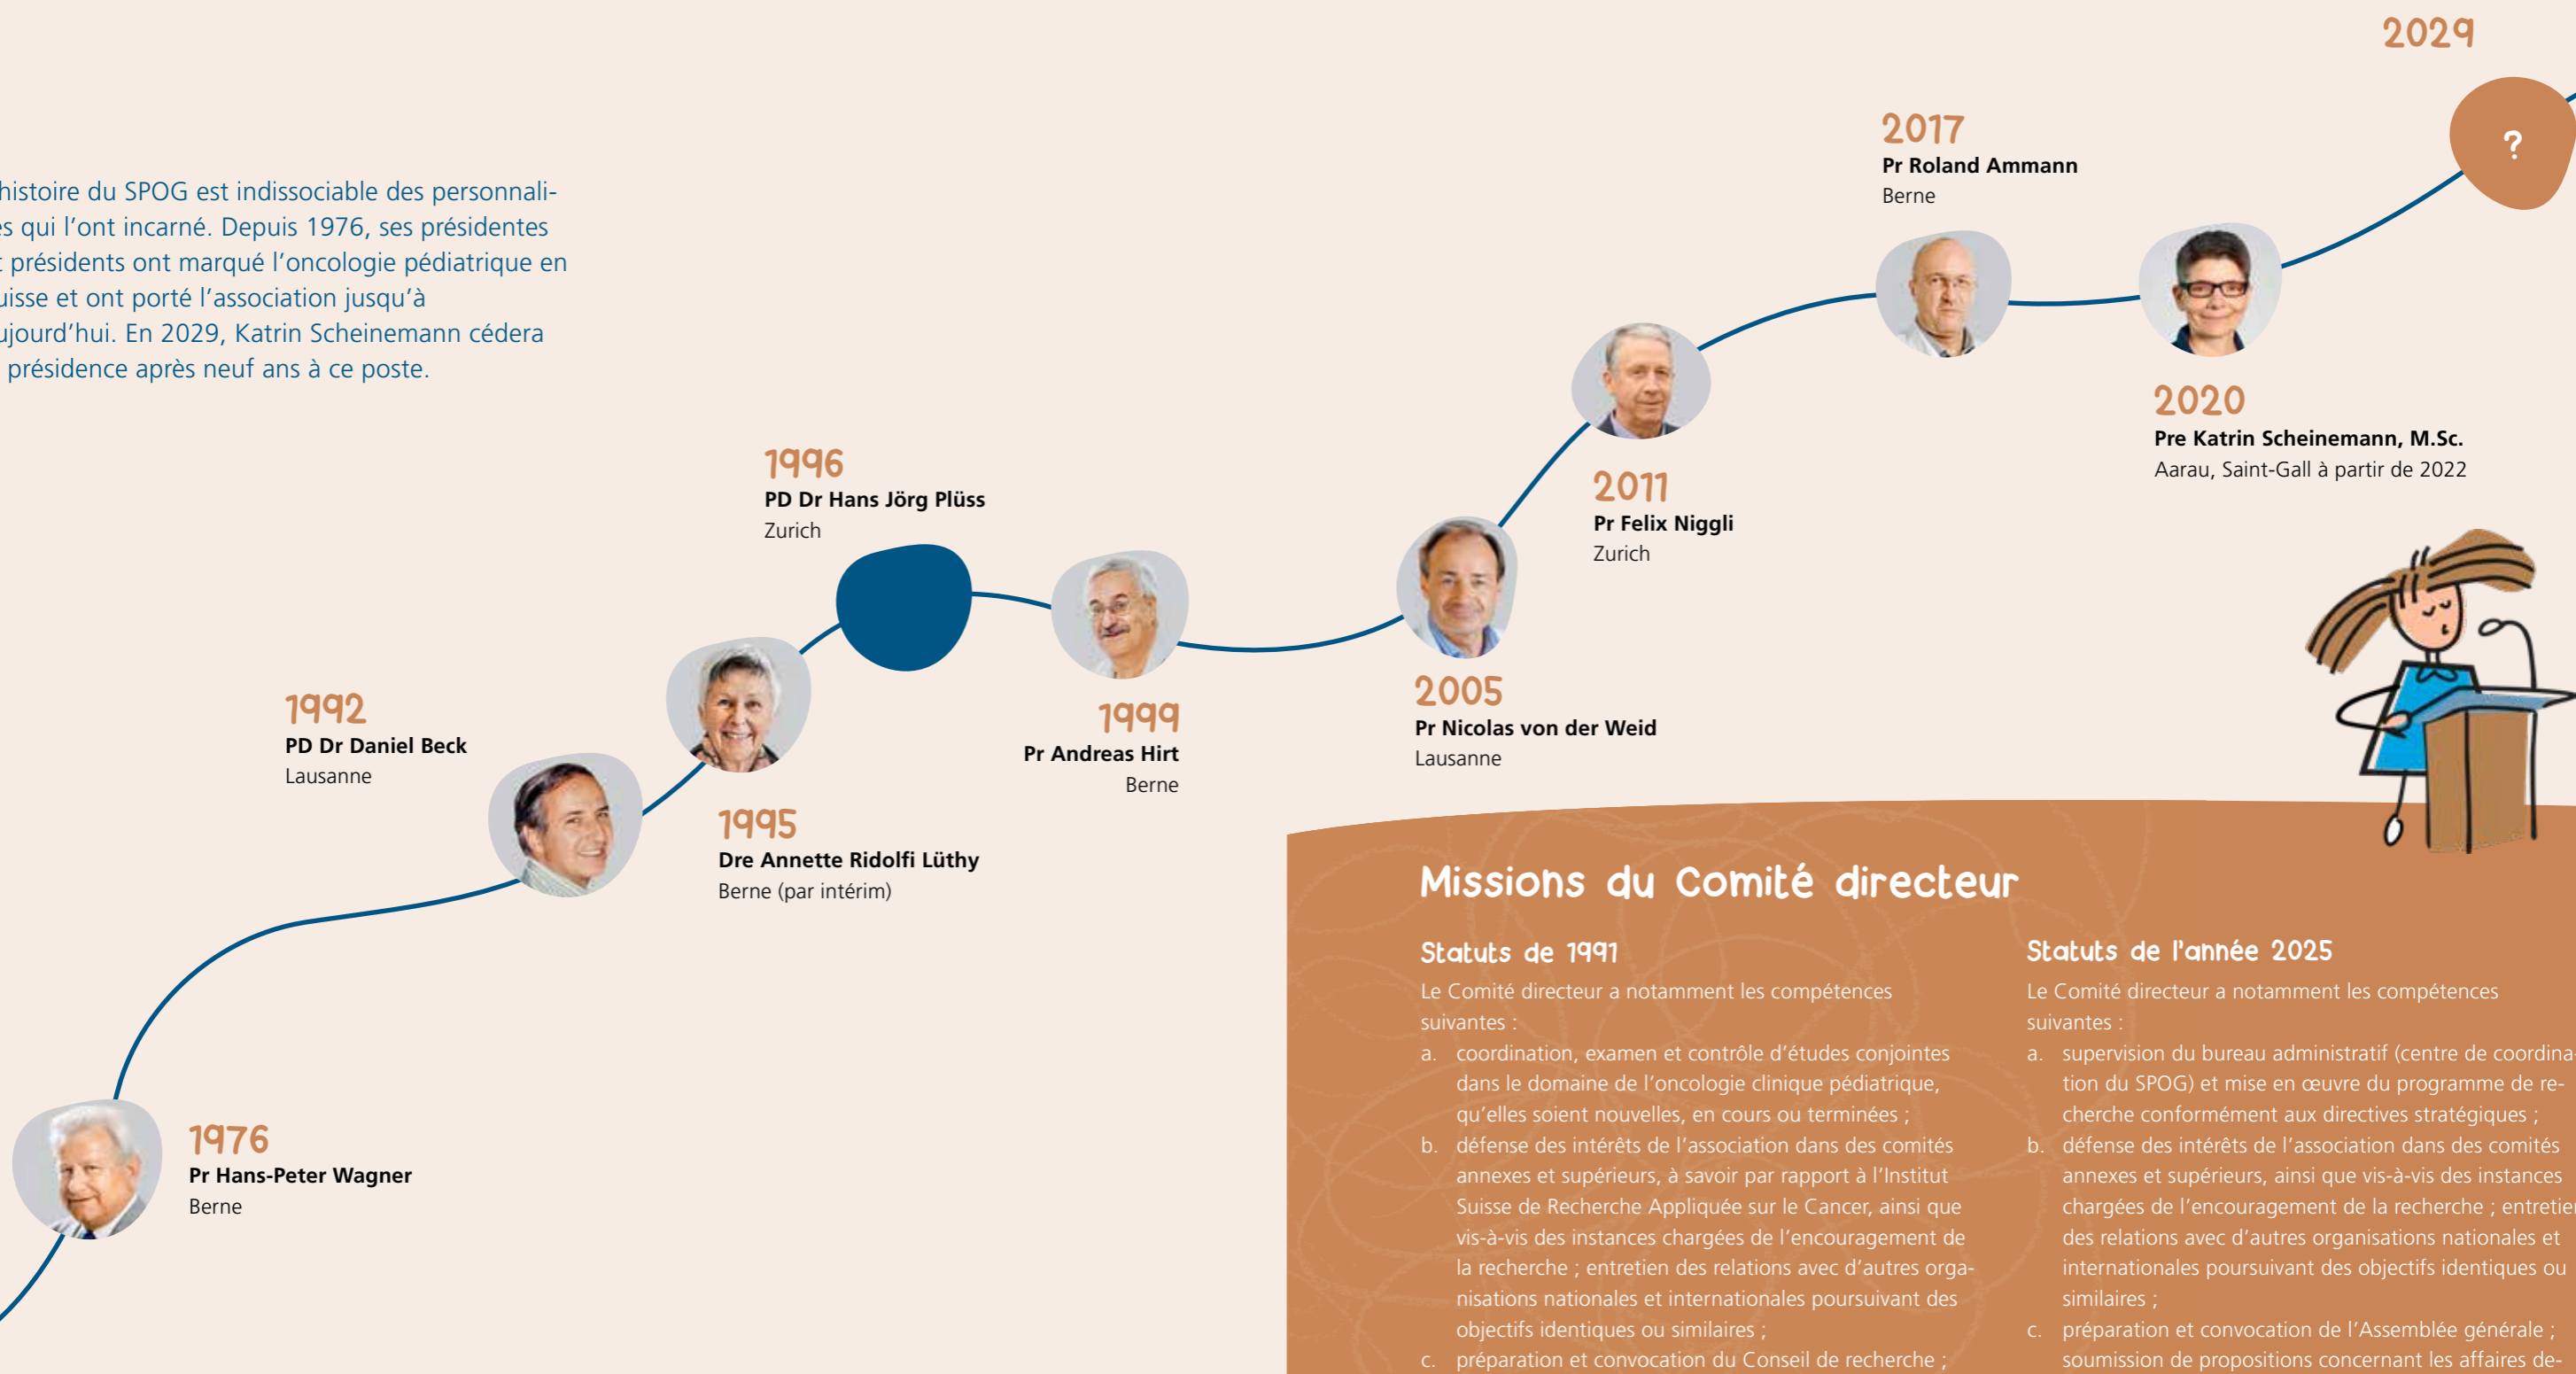 histoire du SPOG est indissociable des personnali-
es qui l'ont incarné. Depuis 1976, ses présidentes
présidents ont marqué l'oncologie pédiatrique en
uisse et ont porté l'association jusqu'à
ujourd'hui. En 2029, Katrin Scheinemann cédera
présidence après neuf ans à ce poste.
1976
Pr Hans-Peter Wagner
Berne
1992
PD Dr Daniel Beck
Lausanne
1995
Dre Annette Ridolfi Lüthy
Berne (par intérim)
1996
PD Dr Hans Jörg Plüss
Zurich
1999
Pr Andreas Hirt
Berne
2005
Pr Nicolas von der Weid
Lausanne
2011
Pr Felix Niggli
Zurich
2017
Pr Roland Ammann
Berne
2020
Pre Katrin Scheinemann, M.Sc.
Aarau, Saint-Gall à partir de 2022
2029
?
Missions du Comité directeur
Statuts de 1991
Le Comité directeur a notamment les compétences
suivantes :
a. coordination, examen et contrôle d'études conjointes
dans le domaine de l'oncologie clinique pédiatrique,
qu'elles soient nouvelles, en cours ou terminées ;
b. défense des intérêts de l'association dans des comités
annexes et supérieurs, à savoir par rapport à l'Institut
Suisse de Recherche Appliquée sur le Cancer, ainsi que
vis-à-vis des instances chargées de l'encouragement de
la recherche ; entretien des relations avec d'autres orga-
nisations nationales et internationales poursuivant des
objectifs identiques ou similaires ;
c. préparation et convocation du Conseil de recherche ;
Statuts de l'année 2025
Le Comité directeur a notamment les compétences
suivantes :
a. supervision du bureau administratif (centre de coordina-
tion du SPOG) et mise en œuvre du programme de re-
cherche conformément aux directives stratégiques ;
b. défense des intérêts de l'association dans des comités
annexes et supérieurs, ainsi que vis-à-vis des instances
chargées de l'encouragement de la recherche ; entretien
des relations avec d'autres organisations nationales et
internationales poursuivant des objectifs identiques ou
similaires ;
c. préparation et convocation de l'Assemblée générale ;
soumission de propositions concernant les affaires de-